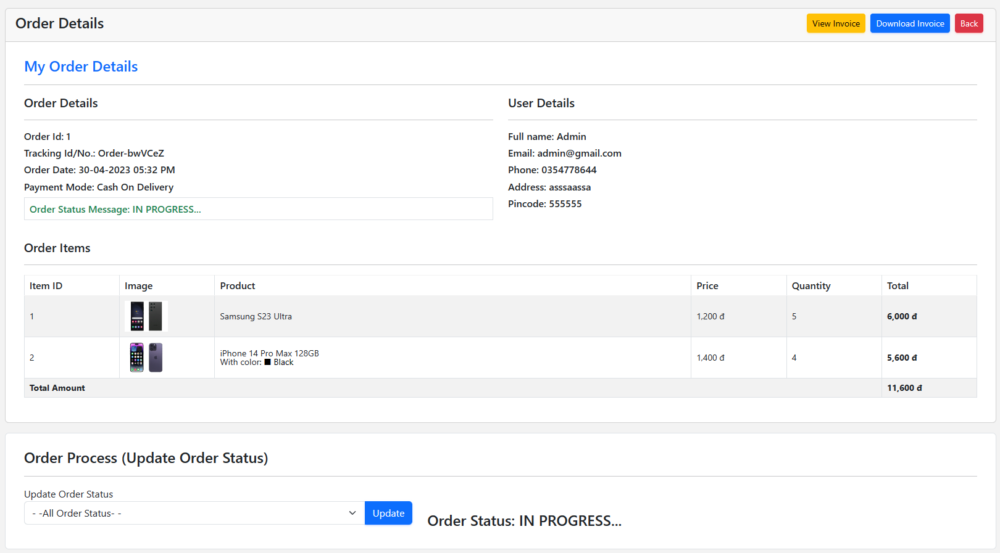 Order Details
View Invoice
Download Invoice
Back
My Order Details
Order Details
Order Id: 1
Tracking Id/No.: Order-bwVCeZ
Order Date: 30-04-2023 05:32 PM
Payment Mode: Cash On Delivery
Order Status Message: IN PROGRESS...
User Details
Full name: Admin
Email: admin@gmail.com
Phone: 0354778644
Address: asssaassa
Pincode: 555555
Order Items
Item ID Image Product Price Quantity Total
1 Samsung S23 Ultra 1,200 đ 5 6,000 đ
2 iPhone 14 Pro Max 128GB 1,400 đ 4 5,600 đ
With color: Black
Total Amount 11,600 đ
Order Process (Update Order Status)
Update Order Status
- -All Order Status- -
Update
Order Status: IN PROGRESS...